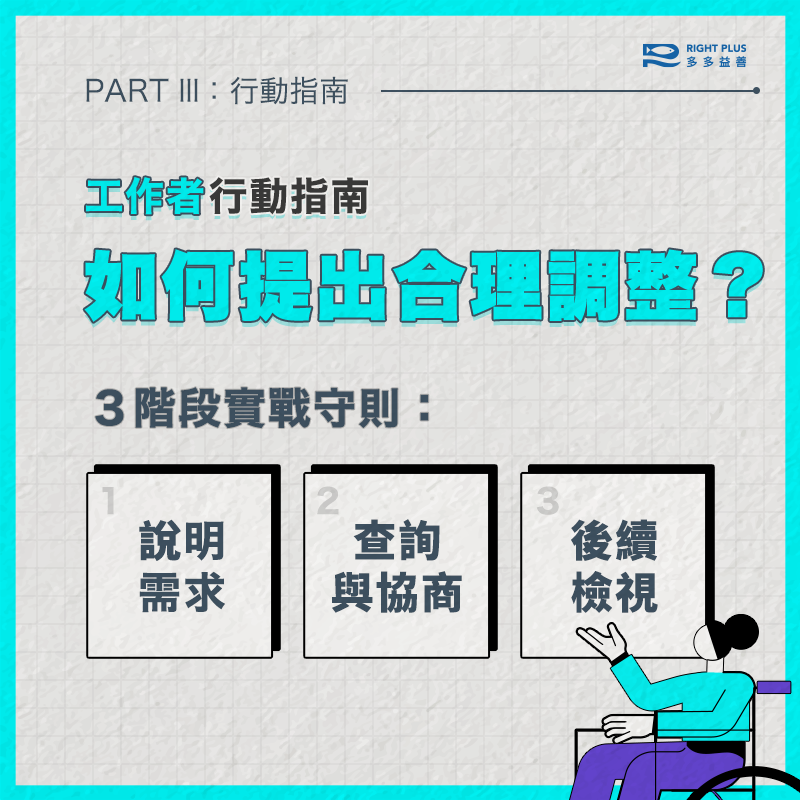 RIGHT PLUS
多多益善
PART III：行動指南
工作者行動指南
如何提出合理調整？
3階段實戰守則：
1
說明
需求
2
查詢
與協商
3
後續
檢視